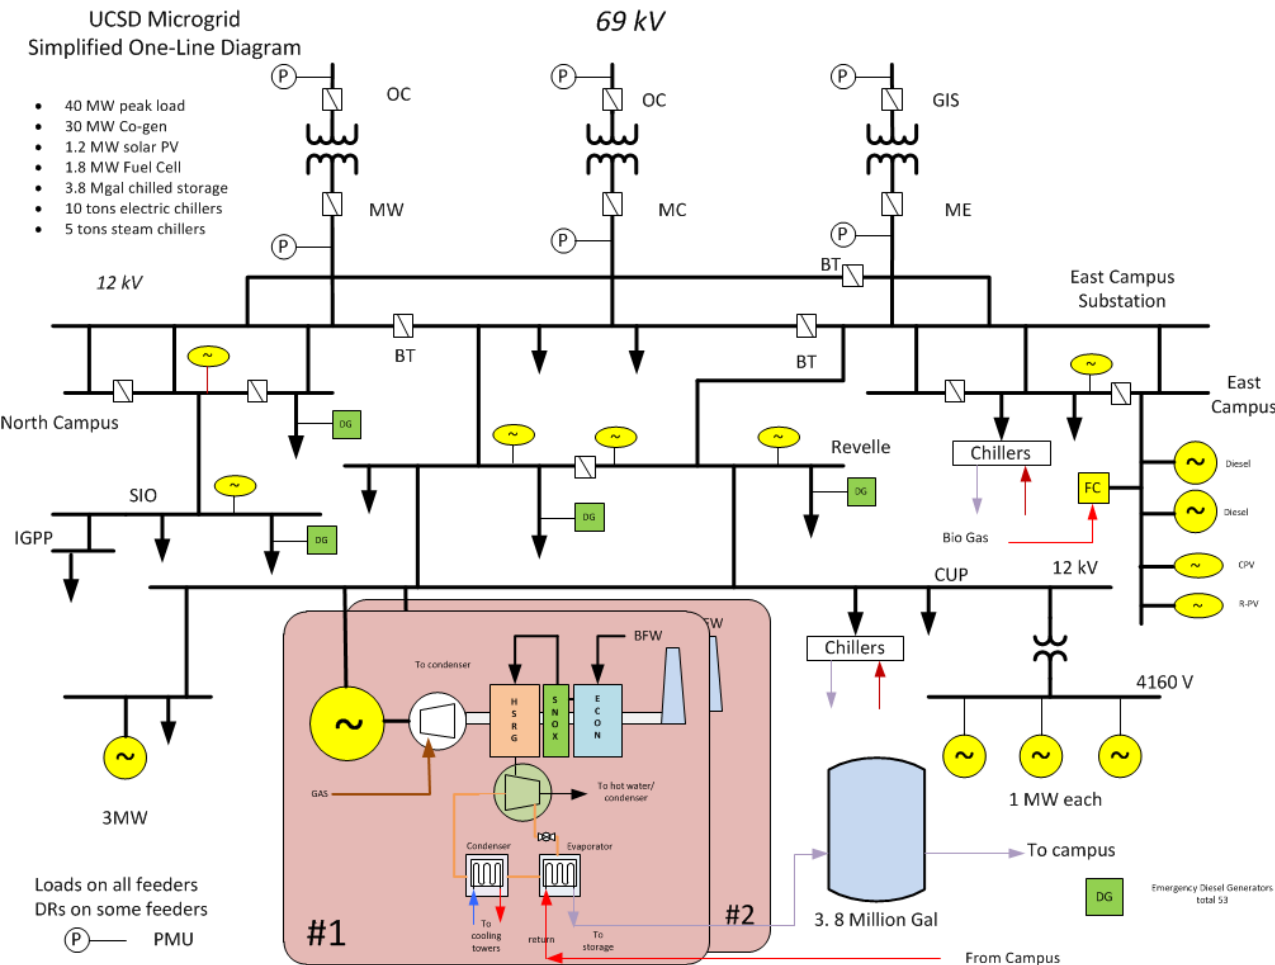 UCSD Microgrid
Simplified One-Line Diagram
69 kV
• 40 MW peak load
• 30 MW Co-gen
• 1.2 MW solar PV
• 1.8 MW Fuel Cell
• 3.8 Mgal chilled storage
• 10 tons electric chillers
• 5 tons steam chillers
P
P
P
OC
OC
GIS
MW
MC
ME
P
P
P
BT
12 kV
East Campus
Substation
BT
BT
~
~
East
Campus
North Campus
DG
~
~
~
Revelle
Chillers
~
Diesel
FC
~
Diesel
SIO
~
DG
DG
IGPP
DG
Bio Gas
~
CPV
12 kV
CUP
~
R-PV
BFW
FW
Chillers
To condenser
4160 V
HSRG
SNOX
ECON
~
~
~
~
~
GAS
To hot water/
condenser
1 MW each
3MW
Condenser
Evaporator
To campus
Loads on all feeders
DRs on some feeders
P
PMU
DG
Emergency Diesel Generators
total 53
3. 8 Million Gal
#1
#2
To
cooling
towers
return
To
storage
From Campus